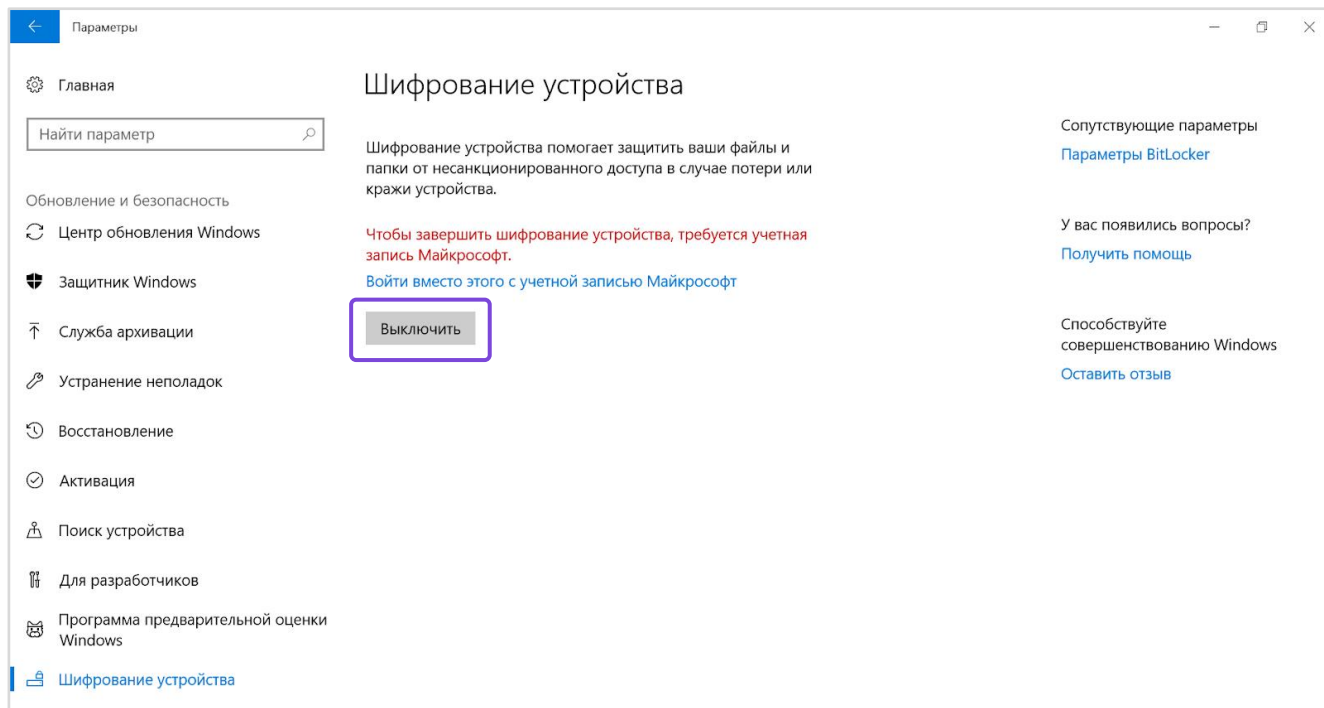 Параметры
Главная
Найти параметр
Обновление и безопасность
Центр обновления Windows
Защитник Windows
Служба архивации
Устранение неполадок
Восстановление
Активация
Поиск устройства
Для разработчиков
Программа предварительной оценки
Windows
Шифрование устройства
Шифрование устройства
Шифрование устройства помогает защитить ваши файлы и
папки от несанкционированного доступа в случае потери или
кражи устройства.
Чтобы завершить шифрование устройства, требуется учетная
запись Майкрософт.
Войти вместо этого с учетной записью Майкрософт
Выключить
Сопутствующие параметры
Параметры BitLocker
У вас появились вопросы?
Получить помощь
Способствуйте
совершенствованию Windows
Оставить отзыв